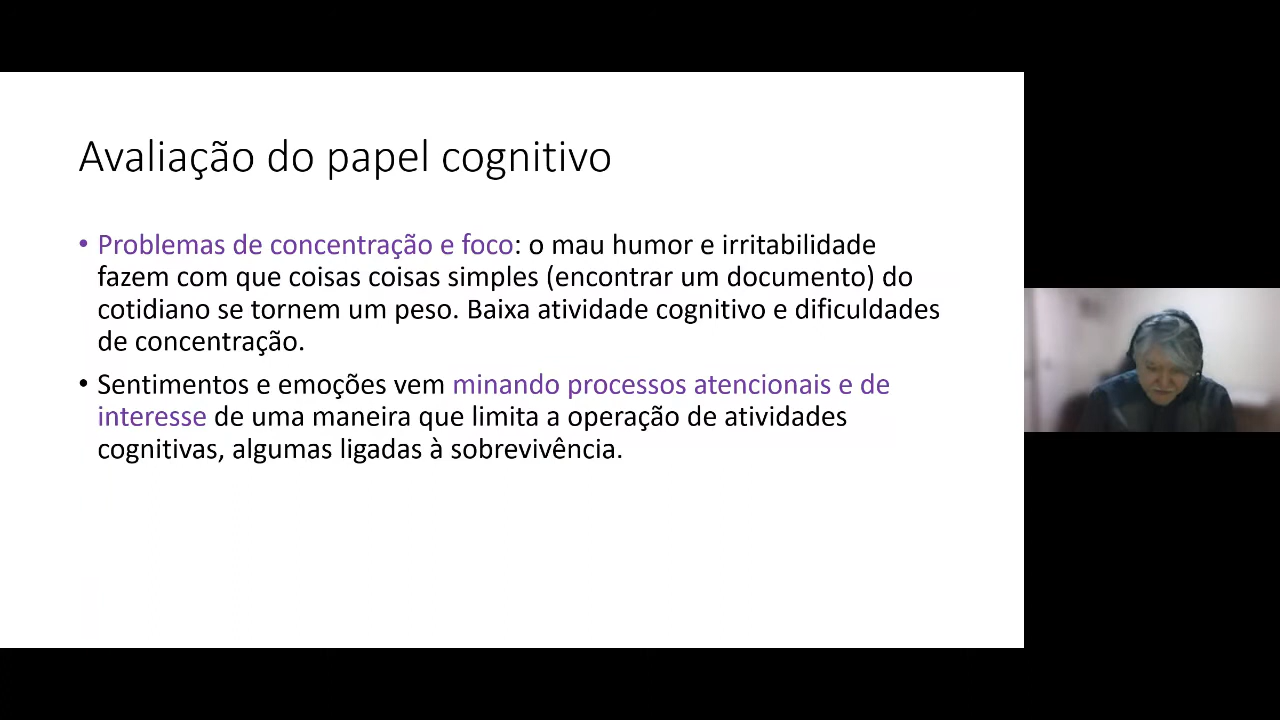 Avaliação do papel cognitivo
• Problemas de concentração e foco: o mau humor e irritabilidade
fazem com que coisas coisas simples (encontrar um documento) do
cotidiano se tornem um peso. Baixa atividade cognitivo e dificuldades
de concentração.
• Sentimentos e emoções vem minando processos atencionais e de
interesse de uma maneira que limita a operação de atividades
cognitivas, algumas ligadas à sobrevivência.